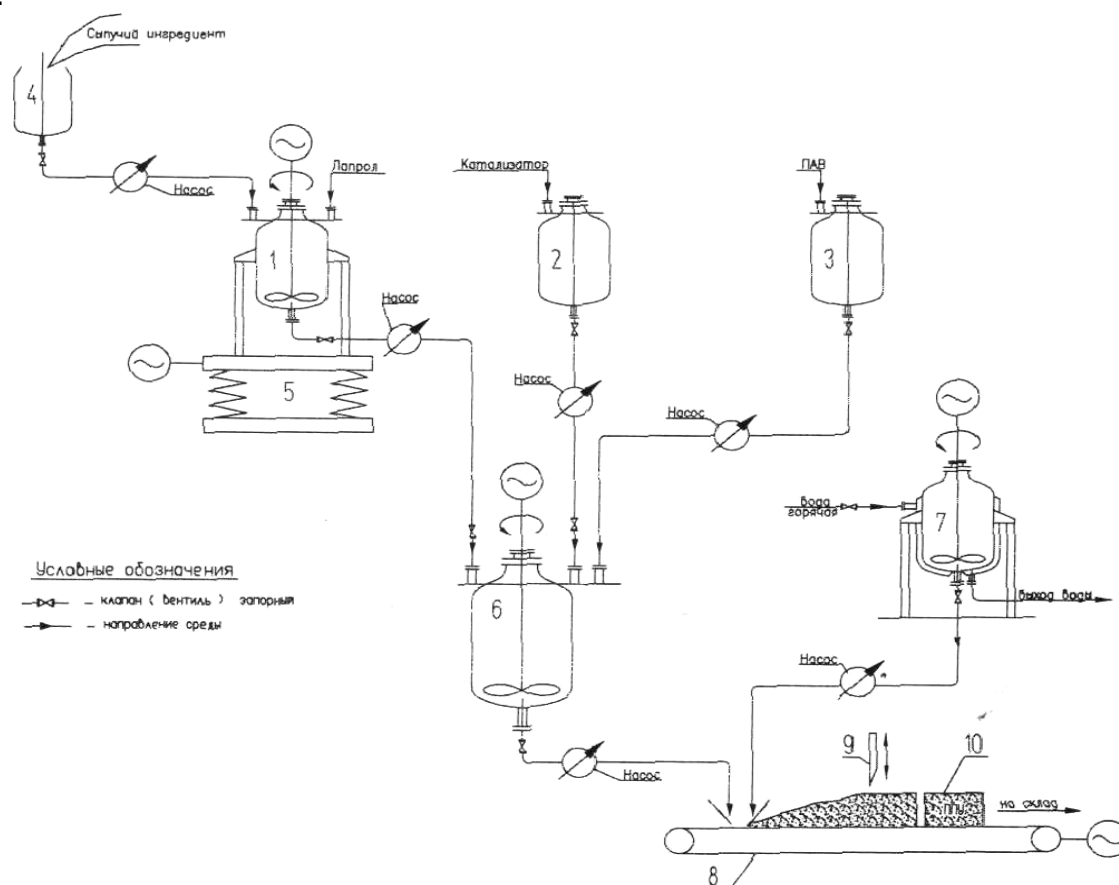 Сыпучий ингредиент
4
Насос
Лапрол
Катализатор
ПАВ
1
2
3
Насос
5
Насос
Насос
Вода
горячая
7
выход воды
6
Условные обозначения
– клапан ( вентиль ) запорный
– направление среды
Насос
Насос
9
10
ППУ
на склад
8